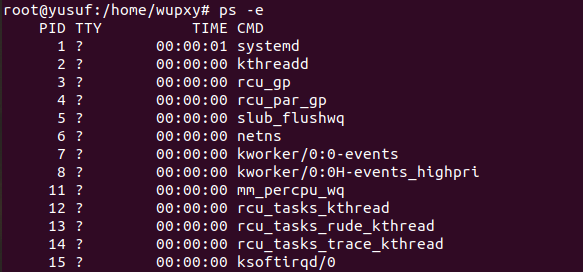 root@yusuf:/home/wupxy# ps -e
    PID TTY          TIME CMD
      1 ?        00:00:01 systemd
      2 ?        00:00:00 kthreadd
      3 ?        00:00:00 rcu_gp
      4 ?        00:00:00 rcu_par_gp
      5 ?        00:00:00 slub_flushwq
      6 ?        00:00:00 netns
      7 ?        00:00:00 kworker/0:0-events
      8 ?        00:00:00 kworker/0:0H-events_highpri
     11 ?        00:00:00 mm_percpu_wq
     12 ?        00:00:00 rcu_tasks_kthread
     13 ?        00:00:00 rcu_tasks_rude_kthread
     14 ?        00:00:00 rcu_tasks_trace_kthread
     15 ?        00:00:00 ksoftirqd/0